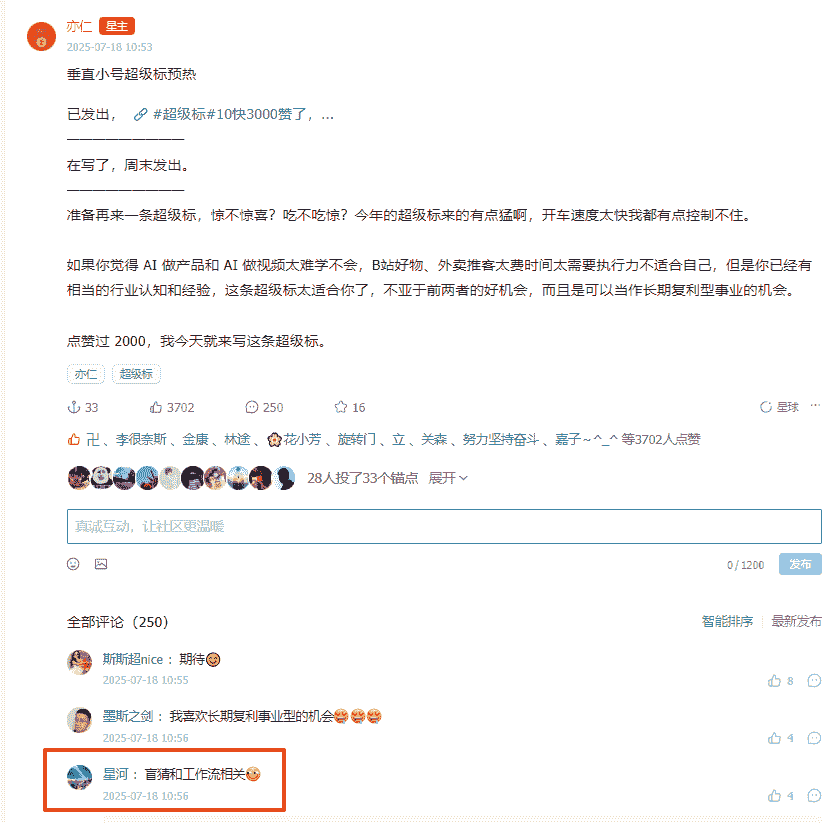 亦仁 星主
2025-07-18 10:53
垂直小号超级标预热
已发出， #超级标#10快3000赞了，...
——————————
在写了，周末发出。
——————————
准备再来一条超级标，惊不惊喜？吃不吃惊？今年的超级标来的有点猛啊，开车速度太快我都有点控制不住。
如果你觉得 AI 做产品和 AI 做视频太难学不会，B站好物、外卖推客太费时间太需要执行力不适合自己，但是你已经有
相当的行业认知和经验，这条超级标太适合你了，不亚于前两者的好机会，而且是可以当作长期复利型事业的机会。
点赞过 2000，我今天就来写这条超级标。
亦仁 超级标
33 3702 250 16 星球 ...
卍、李很亲斯、金康、林途、🌸花小芳、旋转门、立、关森、努力坚持奋斗、嘉子~^_^ 等3702人点赞
28人投了33个锚点 展开
真诚互动，让社区更温暖
0 / 1200 发布
全部评论（250） 智能排序 最新发布
斯斯超nice： 期待😊
2025-07-18 10:55 8
墨斯之剑： 我喜欢长期复利事业型的机会🤩🤩🤩
2025-07-18 10:56 4
星河： 盲猜和工作流相关😉
2025-07-18 10:56 4